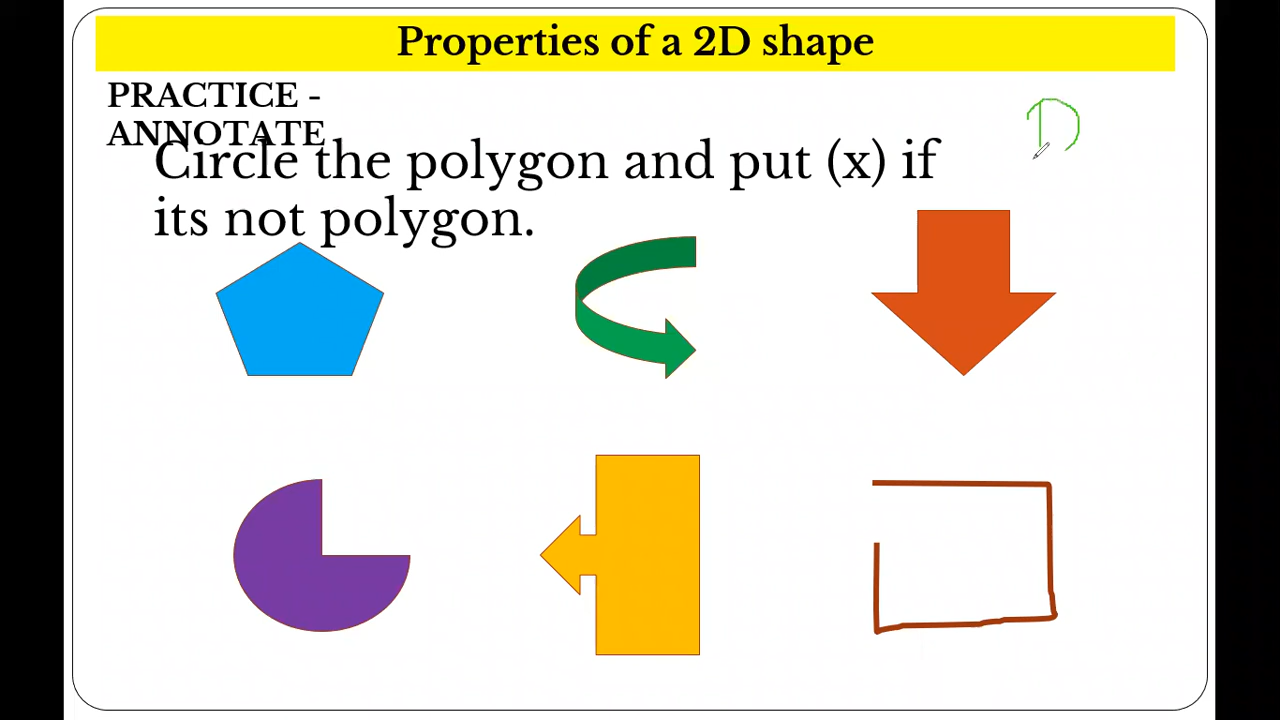 Properties of a 2D shape
PRACTICE -
ANNOTATE
Circle the polygon and put (x) if
its not polygon.
D